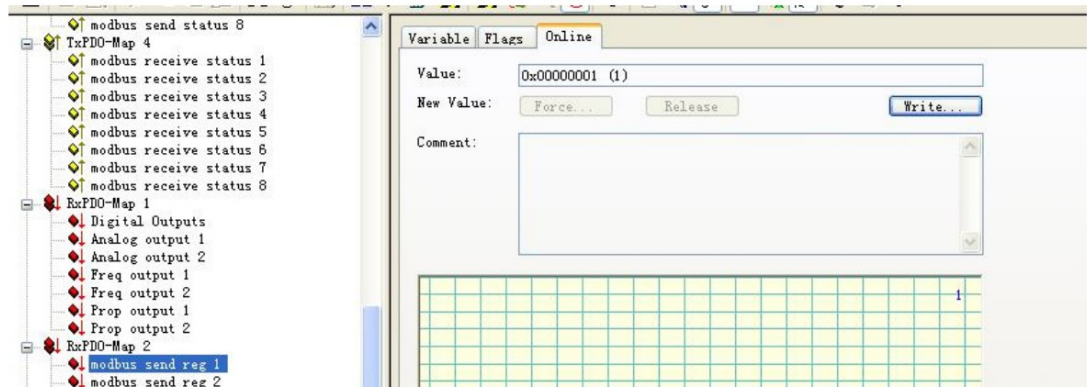 modbus send status 8
TxPDO-Map 4
modbus receive status 1
modbus receive status 2
modbus receive status 3
modbus receive status 4
modbus receive status 5
modbus receive status 6
modbus receive status 7
modbus receive status 8
RxPDO-Map 1
Digital Outputs
Analog output 1
Analog output 2
Freq output 1
Freq output 2
Prop output 1
Prop output 2
RxPDO-Map 2
modbus send reg 1
modbus send reg 2
Variable Flags Online
Value: 0x00000001 (1)
New Value: Force... Release Write...
Comment:
1